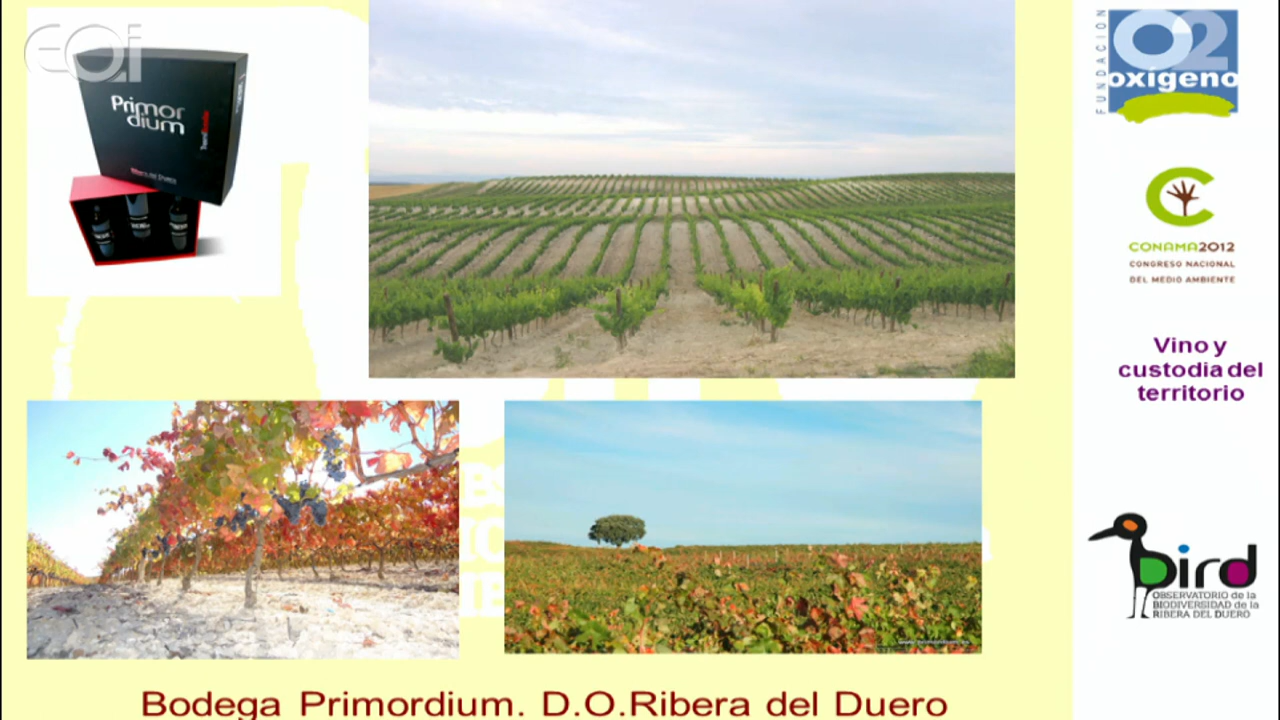 eoi
Primor
dium
Ribera del Duero
FUNDACIÓN
O2
oxígeno
CONAMA2012
CONGRESO NACIONAL
DEL MEDIO AMBIENTE
Vino y
custodia del
territorio
bird
OBSERVATORIO de la
BIODIVERSIDAD de la
RIBERA DEL DUERO
Bodega Primordium. D.O.Ribera del Duero